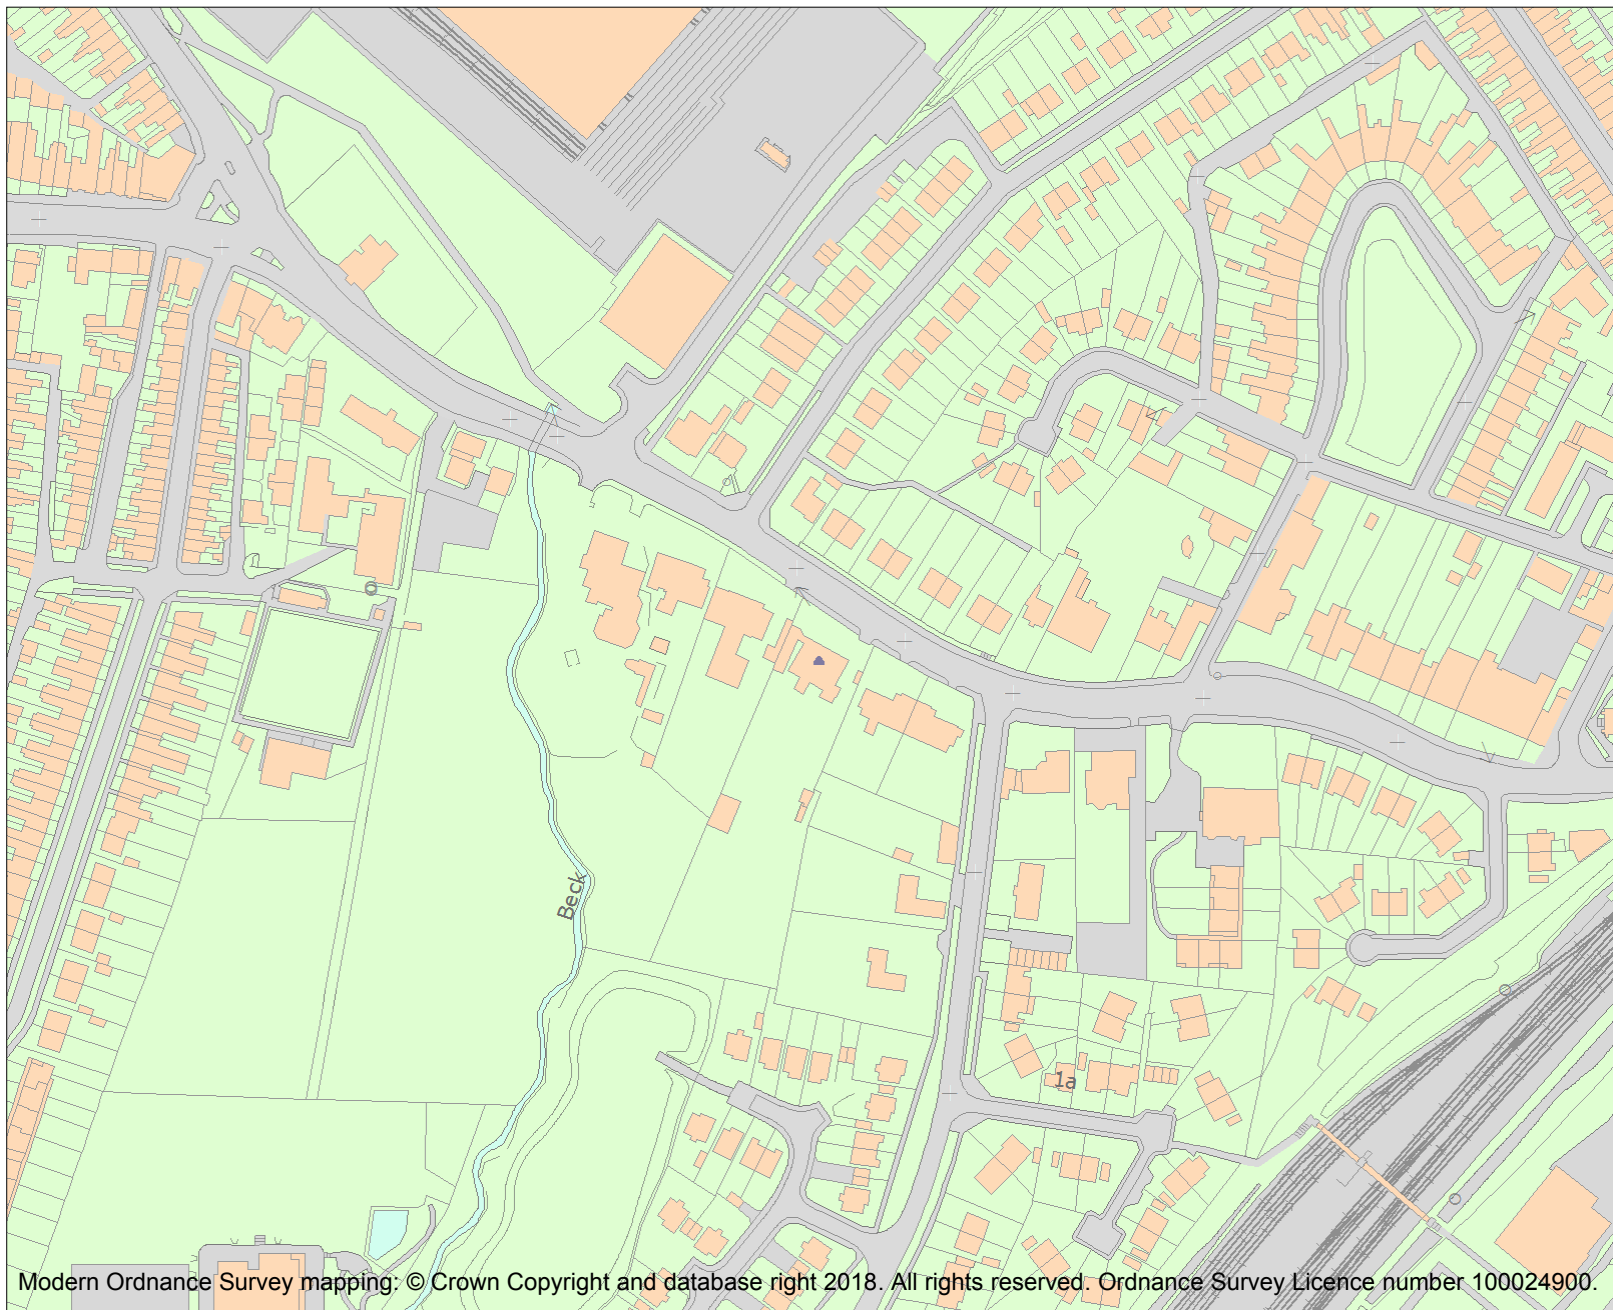 Beck
1a
Modern Ordnance Survey mapping: © Crown Copyright and database right 2018. All rights reserved. Ordnance Survey Licence number 100024900.